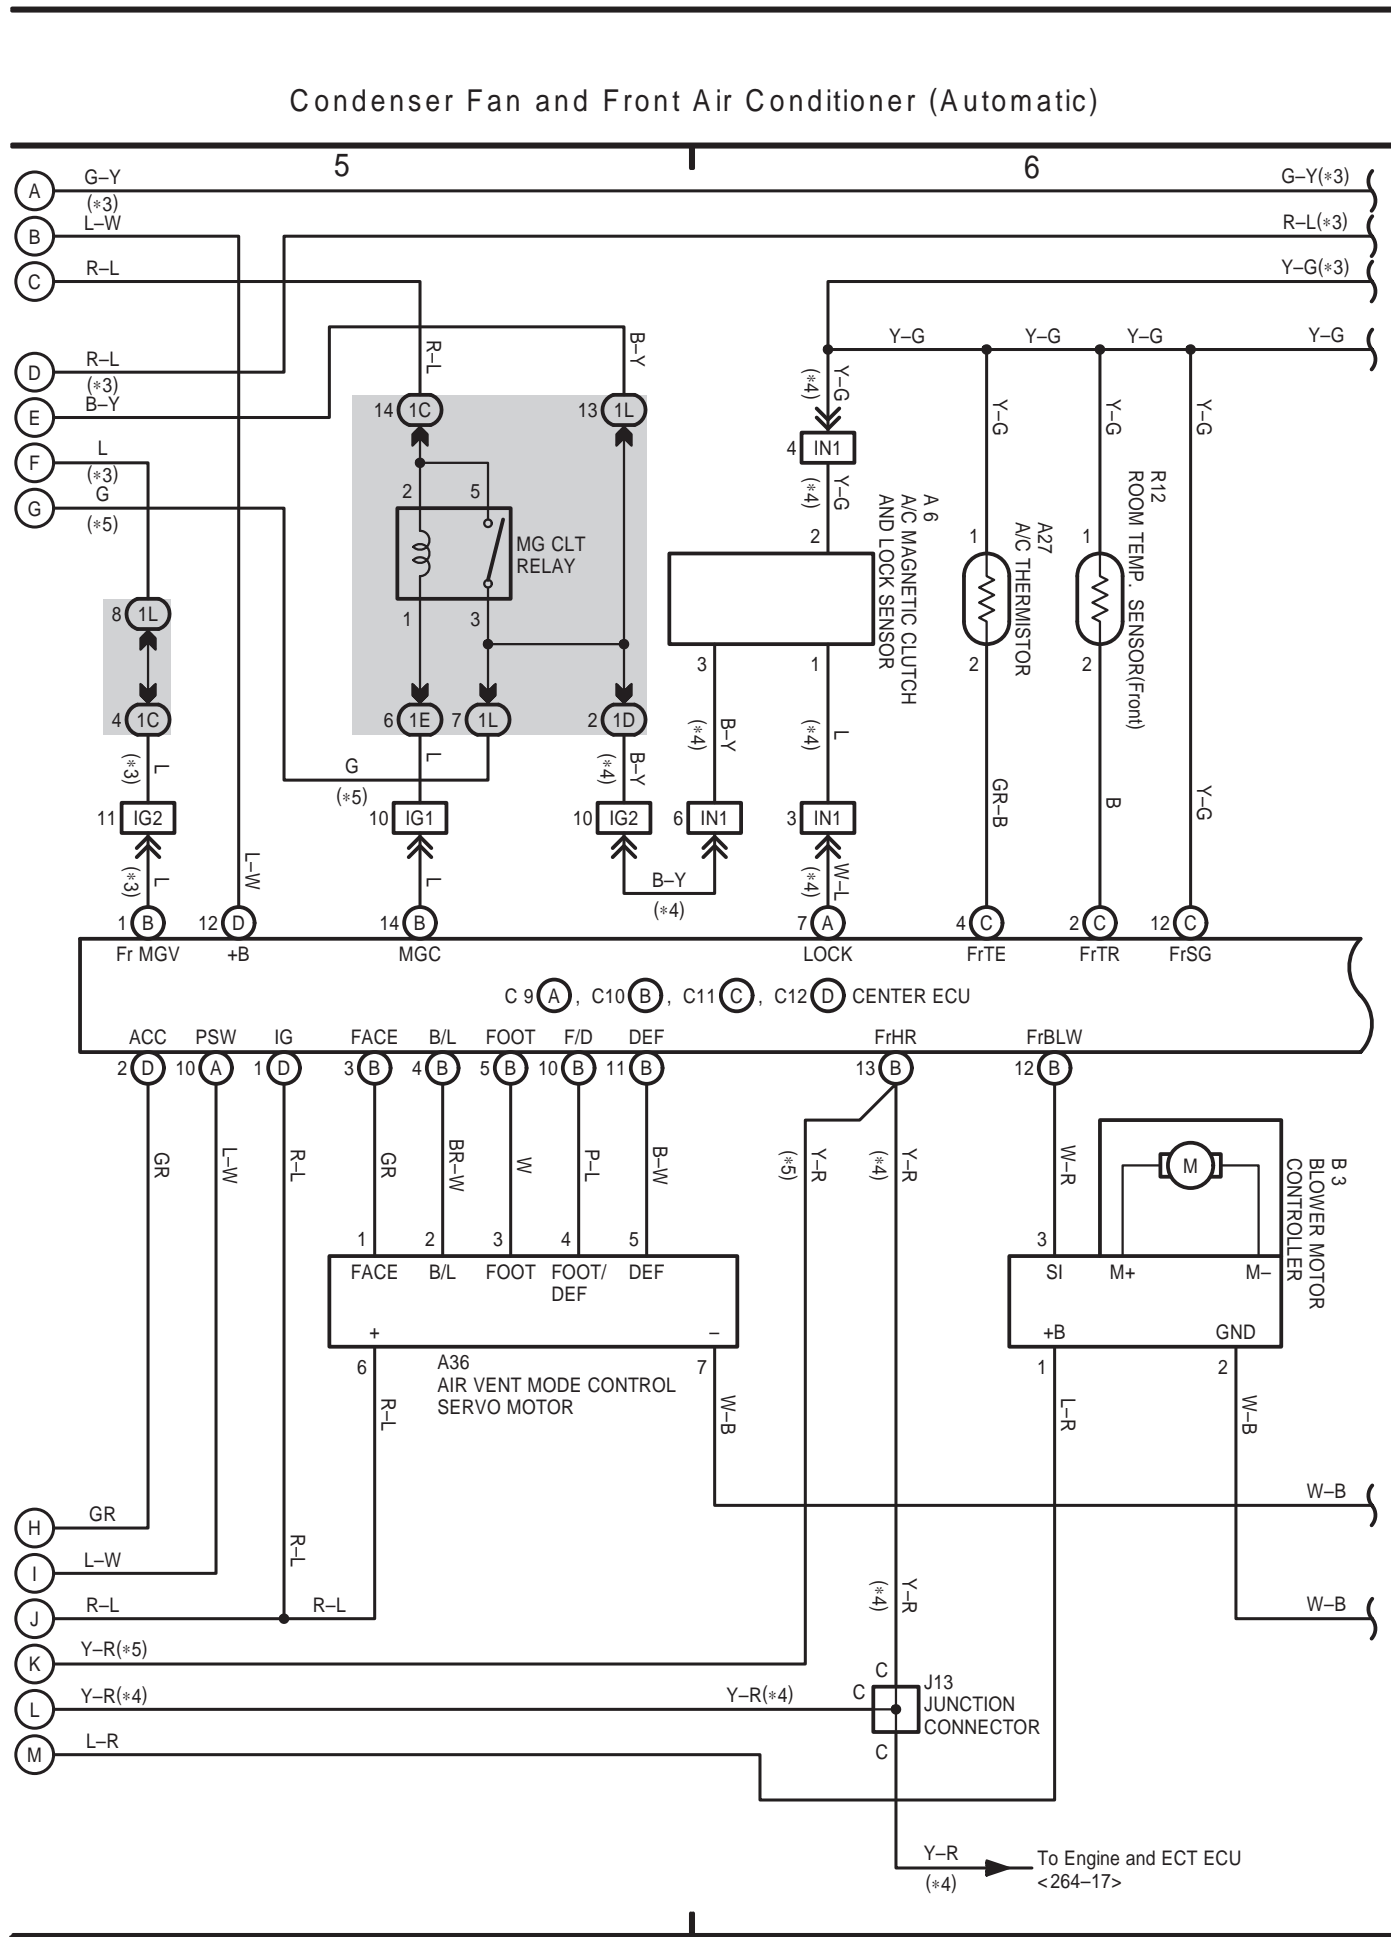 Condenser Fan and Front Air Conditioner (Automatic)
5
6
A
G–Y
(∗3)
G–Y(∗3)
B
L–W
R–L(∗3)
C
R–L
Y–G(∗3)
Y–G
Y–G
Y–G
Y–G
R–L
B–Y
D
R–L
(∗3)
E
B–Y
F
L
(∗3)
G
G
(∗5)
14
1C
13
1L
Y–G
(∗4)
4
IN1
Y–G
(∗4)
2
Y–G
Y–G
Y–G
2
5
MG CLT
RELAY
1
3
A 6
A/C MAGNETIC CLUTCH
AND LOCK SENSOR
3
1
1
2
A27
A/C THERMISTOR
1
2
R12
ROOM TEMP. SENSOR(Front)
8
1L
4
1C
6
1E
7
1L
2
1D
L
(∗3)
G
(∗5)
L
B–Y
(∗4)
B–Y
(∗4)
L
(∗4)
GR–B
B
Y–G
11
IG2
10
IG1
10
IG2
6
IN1
3
IN1
L
(∗3)
L–W
L
B–Y
(∗4)
W–L
(∗4)
1
B
12
D
14
B
7
A
4
C
2
C
12
C
Fr MGV
+B
MGC
LOCK
FrTE
FrTR
FrSG
C 9 A , C10 B , C11 C , C12 D CENTER ECU
ACC
PSW
IG
FACE
B/L
FOOT
F/D
DEF
FrHR
FrBLW
2
D
10
A
1
D
3
B
4
B
5
B
10
B
11
B
13
B
12
B
GR
L–W
R–L
GR
BR–W
W
P–L
B–W
Y–R
(∗5)
Y–R
(∗4)
W–R
M
B 3
BLOWER MOTOR
CONTROLLER
1
2
3
4
5
3
FACE
B/L
FOOT
FOOT/
DEF
DEF
SI
M+
M–
+
–
+B
GND
6
A36
AIR VENT MODE CONTROL
SERVO MOTOR
7
1
2
R–L
W–B
L–R
W–B
W–B
H
GR
R–L
I
L–W
Y–R
(∗4)
J
R–L
R–L
W–B
K
Y–R(∗5)
C
J13
JUNCTION
CONNECTOR
L
Y–R(∗4)
Y–R(∗4)
C
M
L–R
C
Y–R
(∗4)
To Engine and ECT ECU
<264–17>